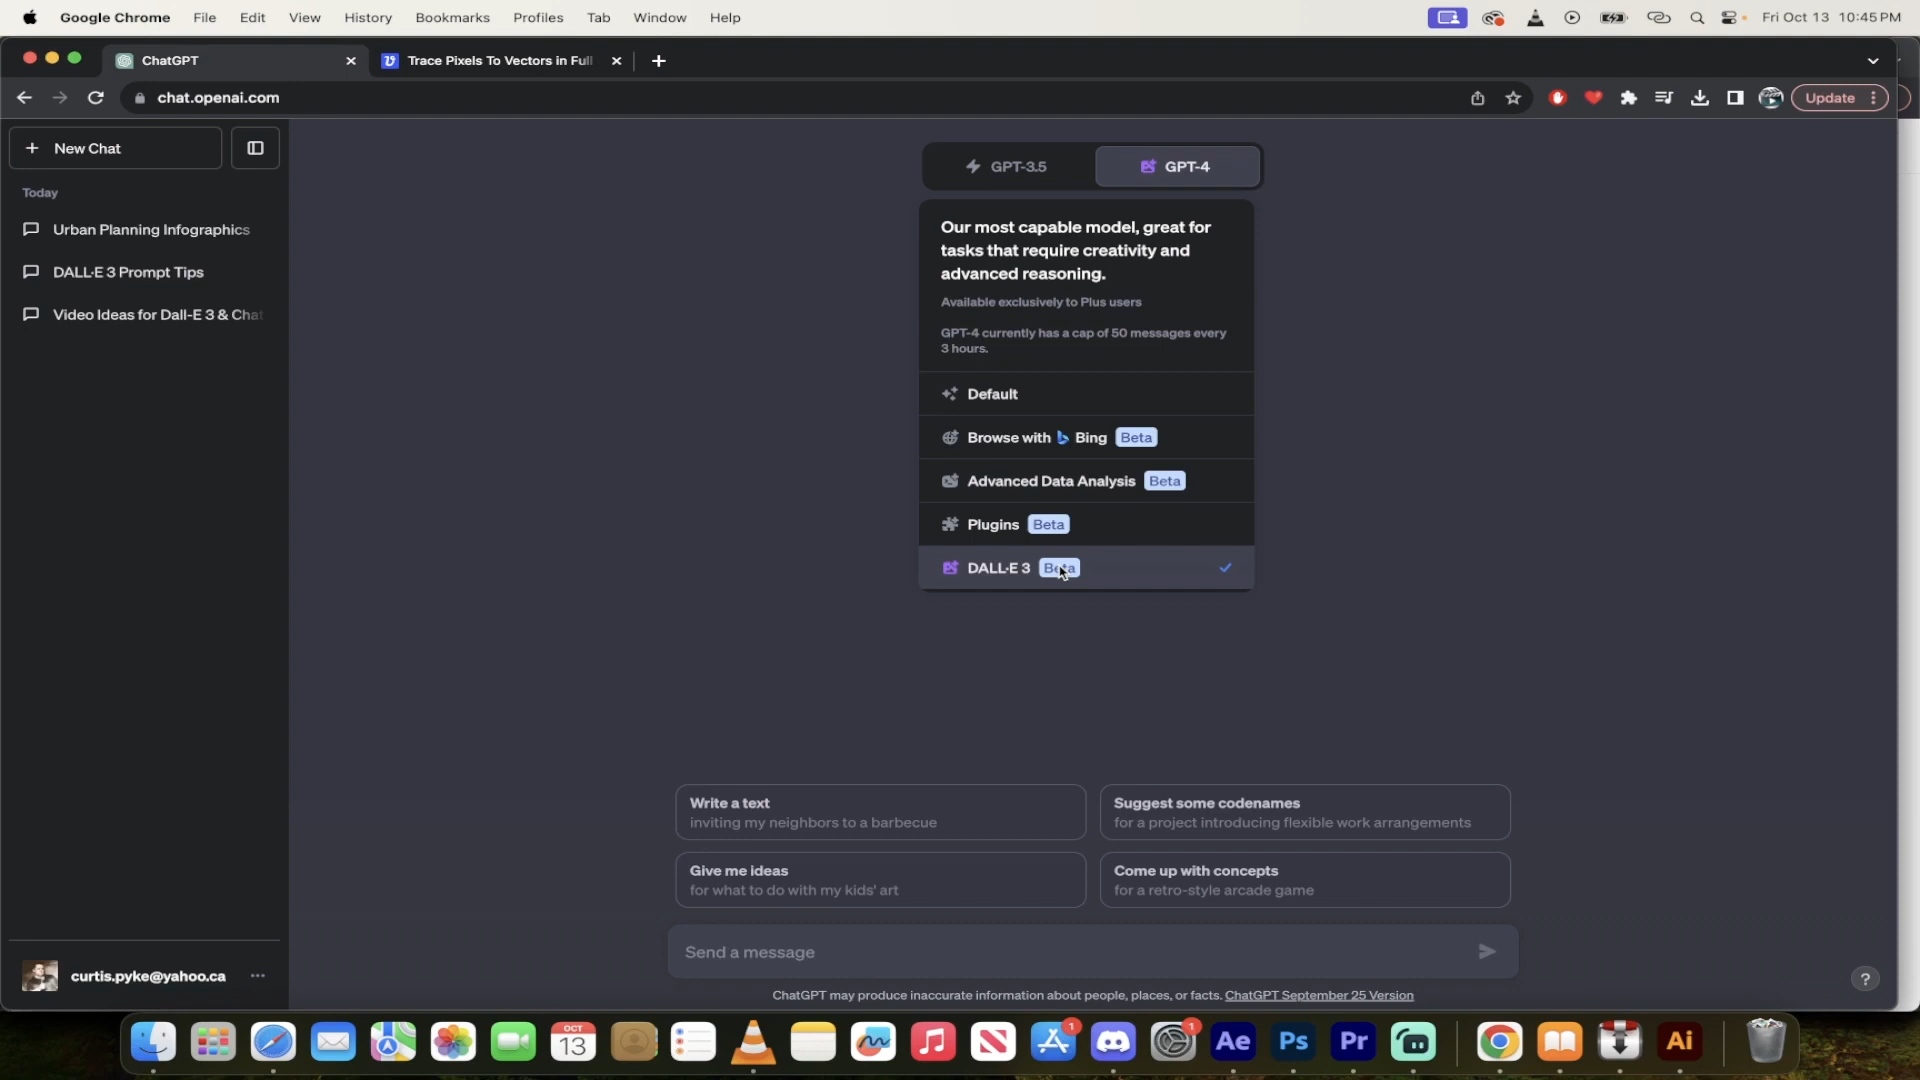 Google Chrome File Edit View History Bookmarks Profiles Tab Window Help
Fri Oct 13 10:45 PM
ChatGPT
Trace Pixels To Vectors in Full
chat.openai.com
Update
New Chat
Today
Urban Planning Infographics
DALL·E 3 Prompt Tips
Video Ideas for Dall-E 3 & Chat
curtis.pyke@yahoo.ca
GPT-3.5
GPT-4
Our most capable model, great for
tasks that require creativity and
advanced reasoning.
Available exclusively to Plus users
GPT-4 currently has a cap of 50 messages every
3 hours.
Default
Browse with Bing Beta
Advanced Data Analysis Beta
Plugins Beta
DALL·E 3 Beta
Write a text
inviting my neighbors to a barbecue
Suggest some codenames
for a project introducing flexible work arrangements
Give me ideas
for what to do with my kids' art
Come up with concepts
for a retro-style arcade game
Send a message
ChatGPT may produce inaccurate information about people, places, or facts. ChatGPT September 25 Version
?
OCT
13
1
1
Ae
Ps
Pr
Ai